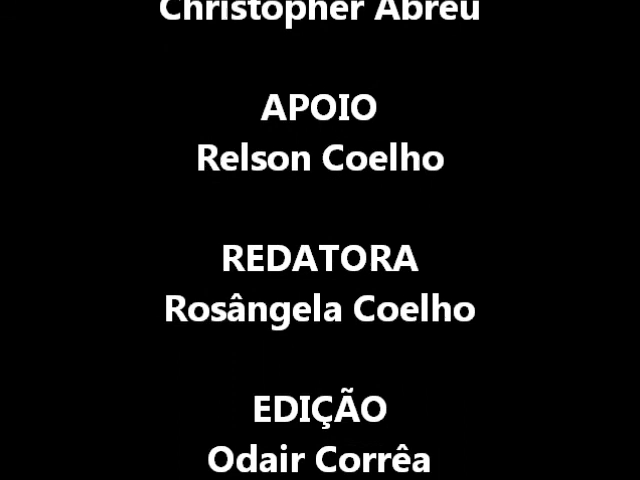 Christopher Abreu
APOIO
Relson Coelho
REDATORA
Rosângela Coelho
EDIÇÃO
Odair Corrêa